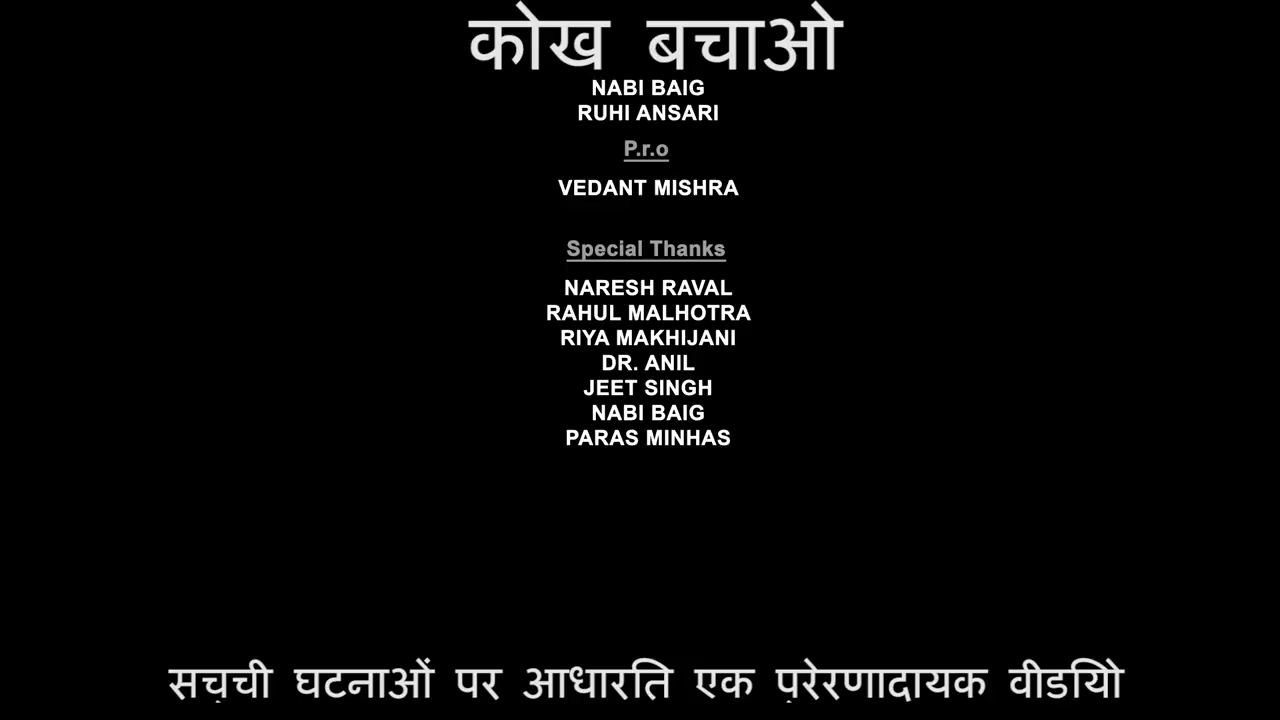 कोख बचाओ
NABI BAIG
RUHI ANSARI
P.r.o
VEDANT MISHRA
Special Thanks
NARESH RAVAL
RAHUL MALHOTRA
RIYA MAKHIJANI
DR. ANIL
JEET SINGH
NABI BAIG
PARAS MINHAS
सच्ची घटनाओं पर आधारित एक प्रेरणादायक वीडियो